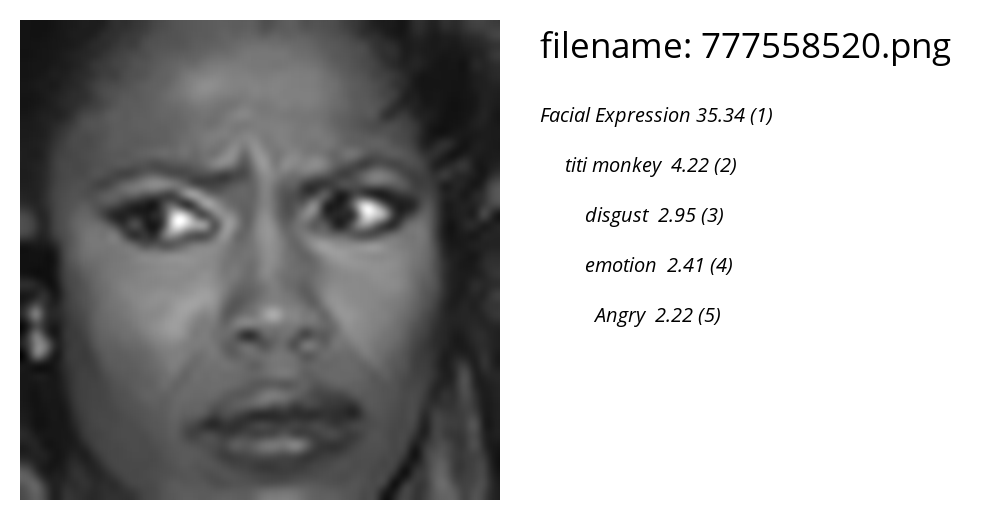 filename: 777558520.png
Facial Expression 35.34 (1)
titi monkey 4.22 (2)
disgust 2.95 (3)
emotion 2.41 (4)
Angry 2.22 (5)